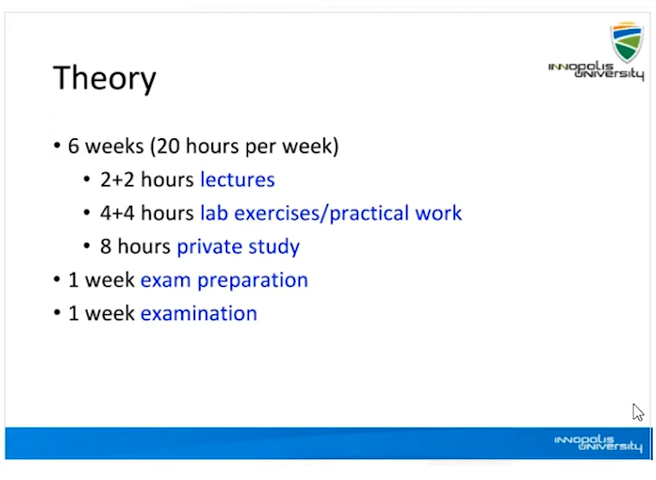 INNOPOLIS
UNIVERSITY
Theory
• 6 weeks (20 hours per week)
• 2+2 hours lectures
• 4+4 hours lab exercises/practical work
• 8 hours private study
• 1 week exam preparation
• 1 week examination
INNOPOLIS
UNIVERSITY